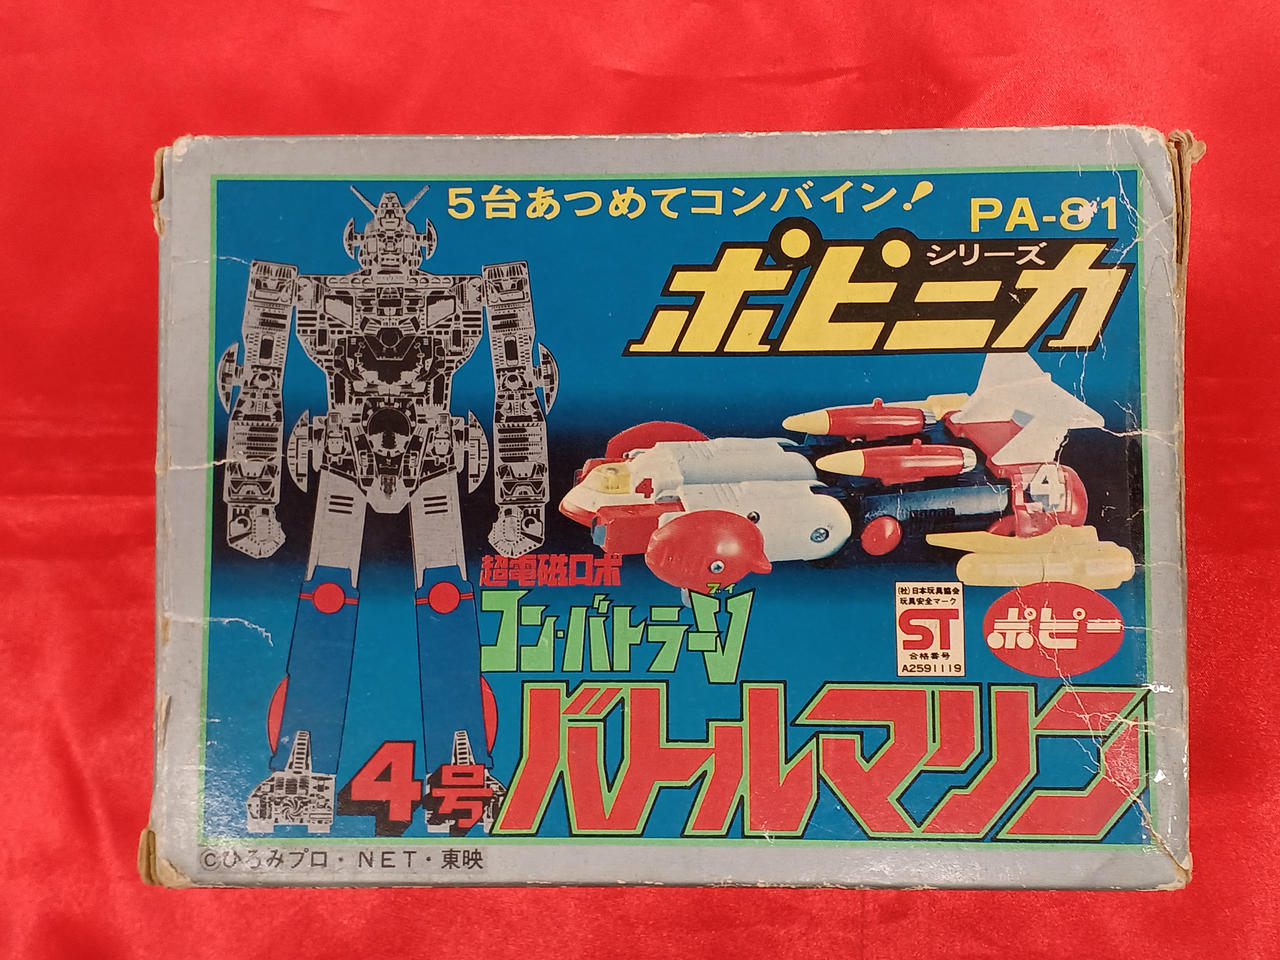 5台あつめてコンバイン!
PA-81
ポピニカ
シリーズ
4
4
超電磁ロボ
コン・バトラーV
ブイ
(社)日本玩具協会
玩具安全マーク
ST
合格番号
A2591119
ポピー
4号
バトルマリン
©ひろみプロ・NET・東映